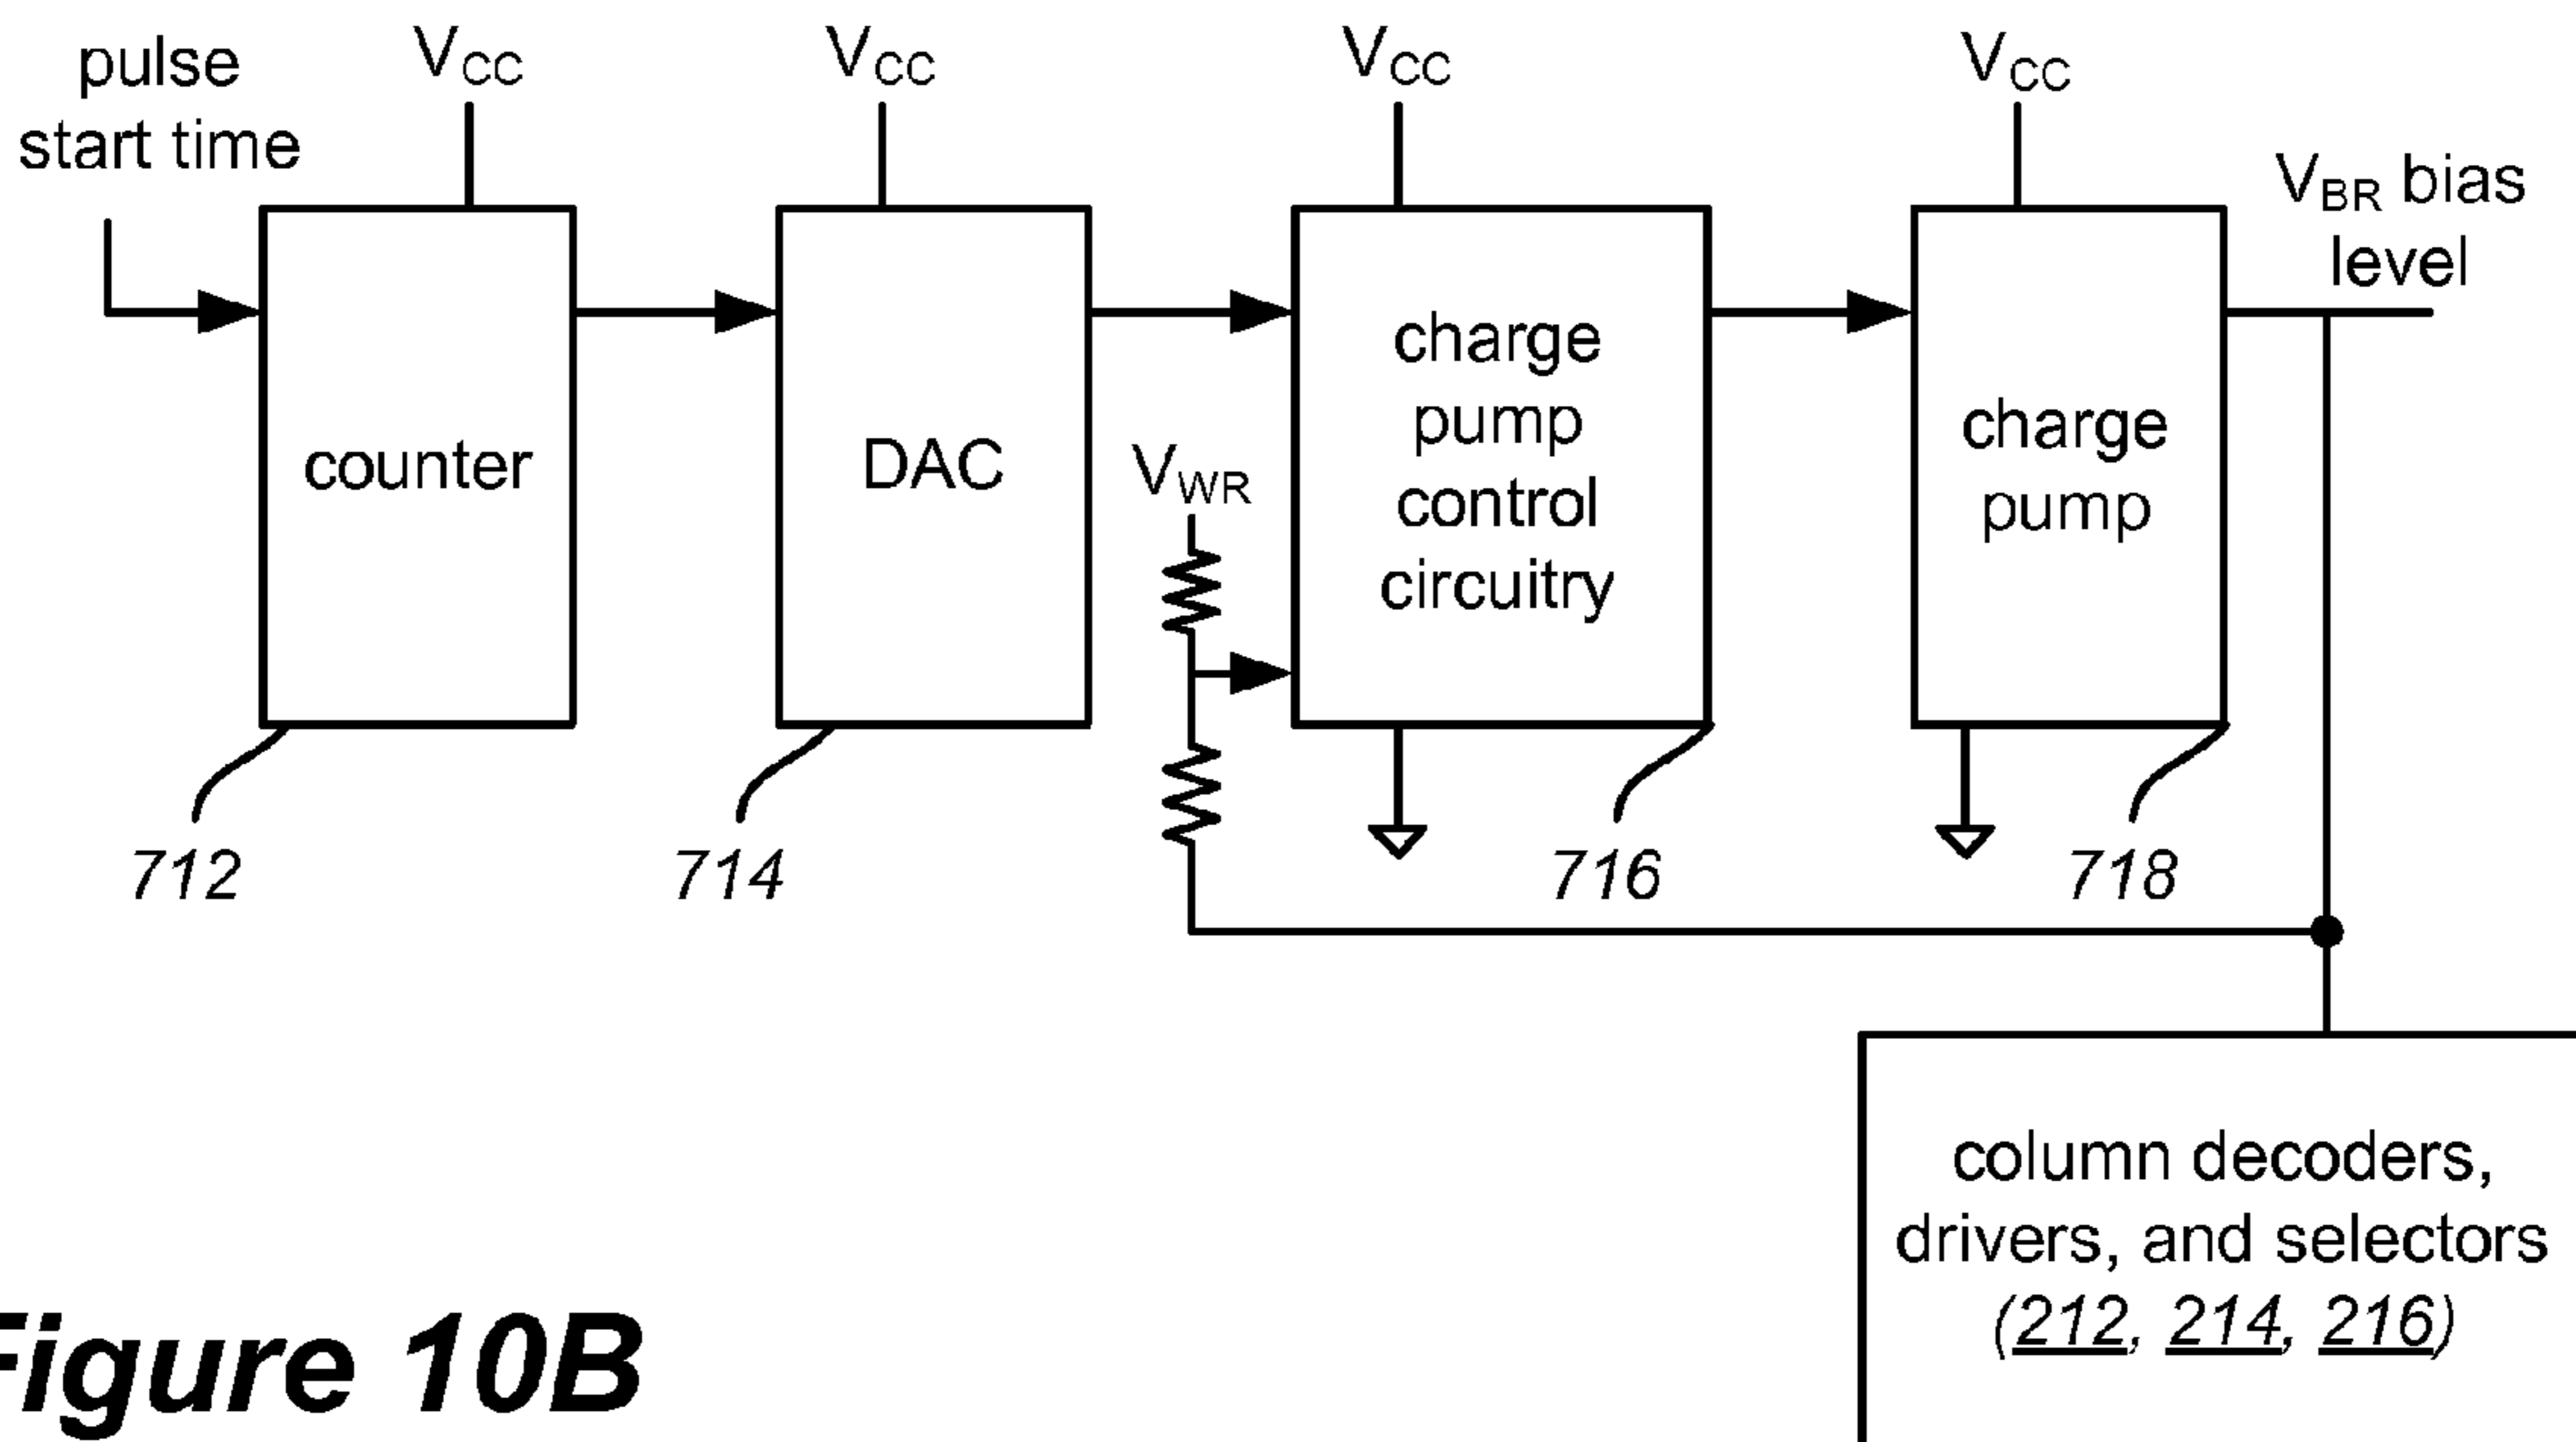 pulse
start time
VCC
VCC
VCC
VCC
VBR bias
level
counter
DAC
VWR
charge
pump
control
circuitry
charge
pump
712
714
716
718
column decoders,
drivers, and selectors
(212, 214, 216)
Figure 10B